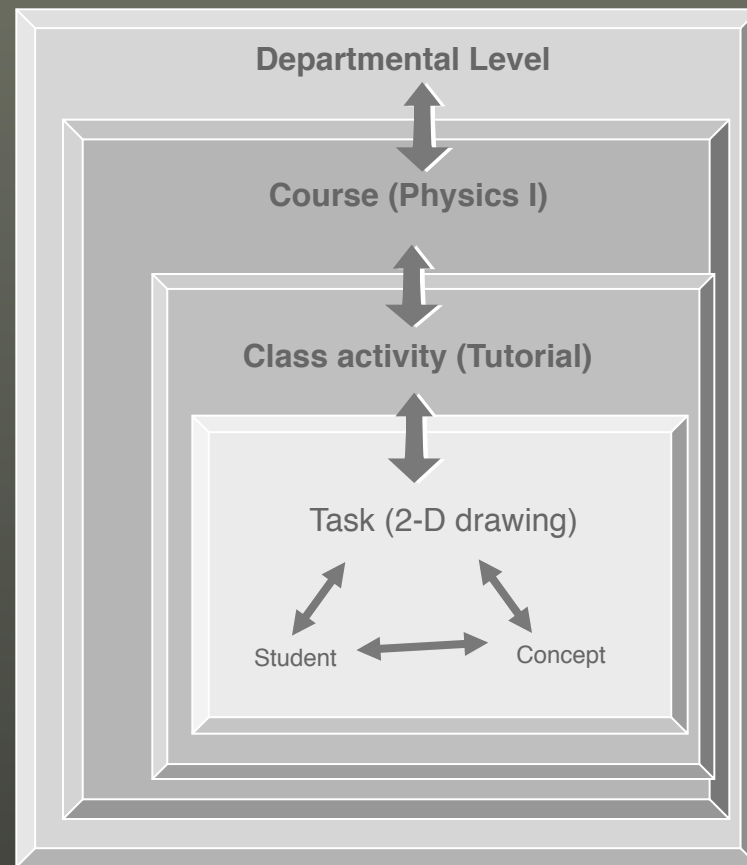 Departmental Level
Course (Physics I)
Class activity (Tutorial)
Task (2-D drawing)
Student
Concept